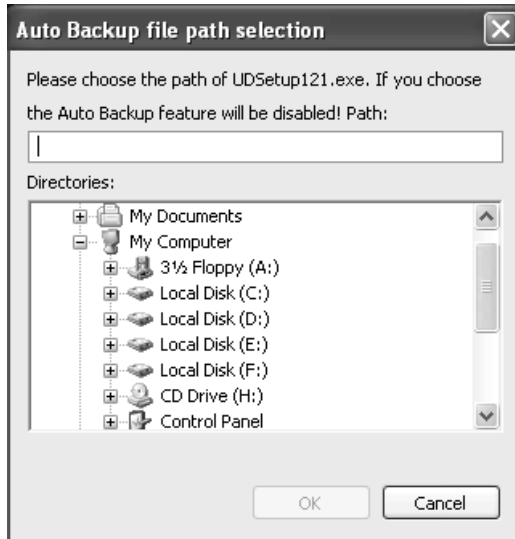 Auto Backup file path selection
Please choose the path of UDSetup121.exe. If you choose
the Auto Backup feature will be disabled! Path:
Directories:
My Documents
My Computer
3½ Floppy (A:)
Local Disk (C:)
Local Disk (D:)
Local Disk (E:)
Local Disk (F:)
CD Drive (H:)
Control Panel
OK
Cancel